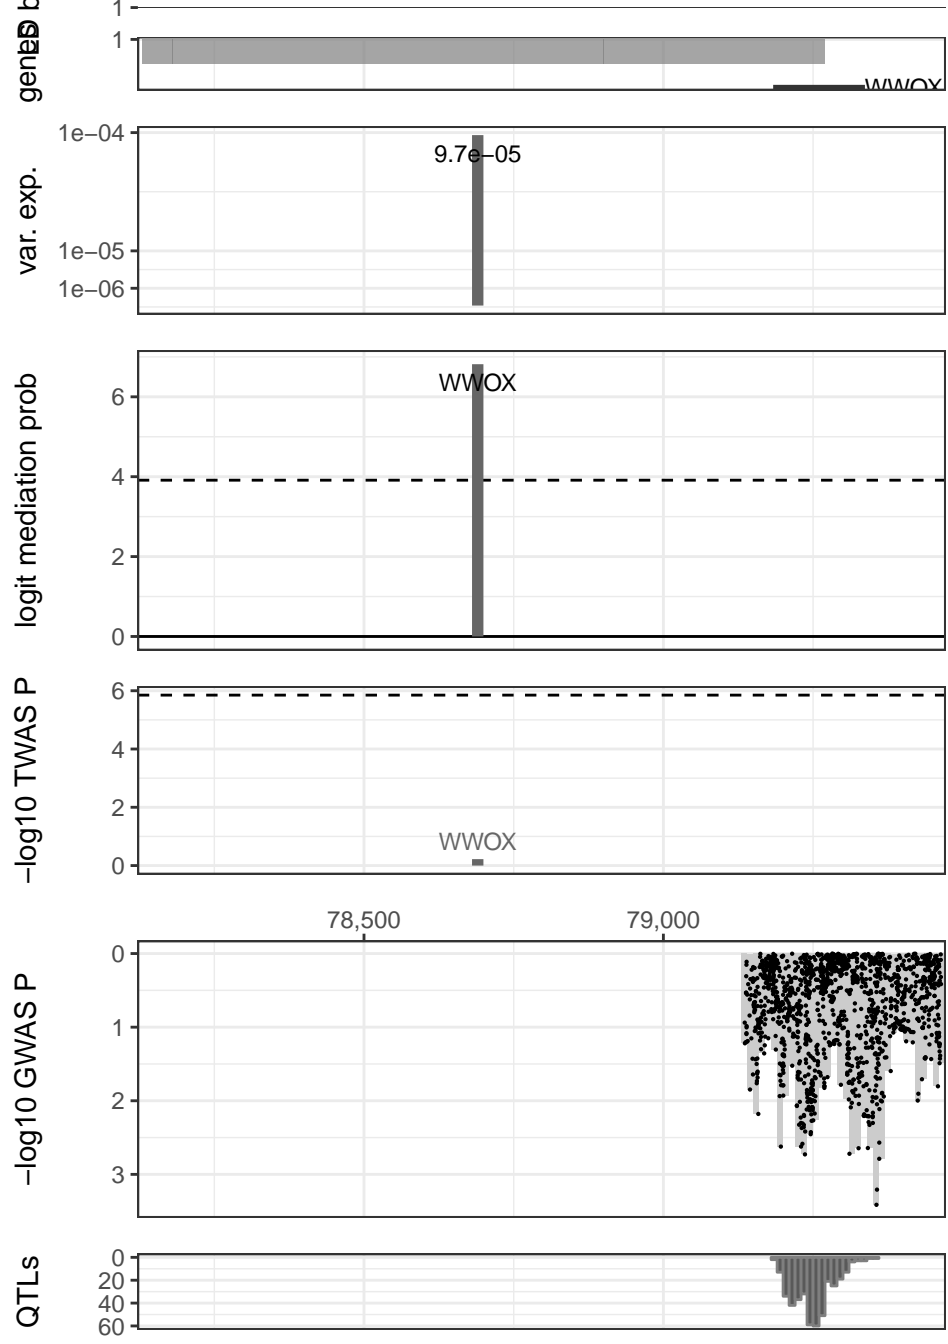 1
LD b
1
genes
WWOX
1e−04
9.7e−05
var. exp.
1e−05
1e−06
WWOX
6
logit mediation prob
4
2
0
6
−log10 TWAS P
4
2
WWOX
0
78,500 79,000
0
−log10 GWAS P
1
2
3
0
QTLs
20
40
60